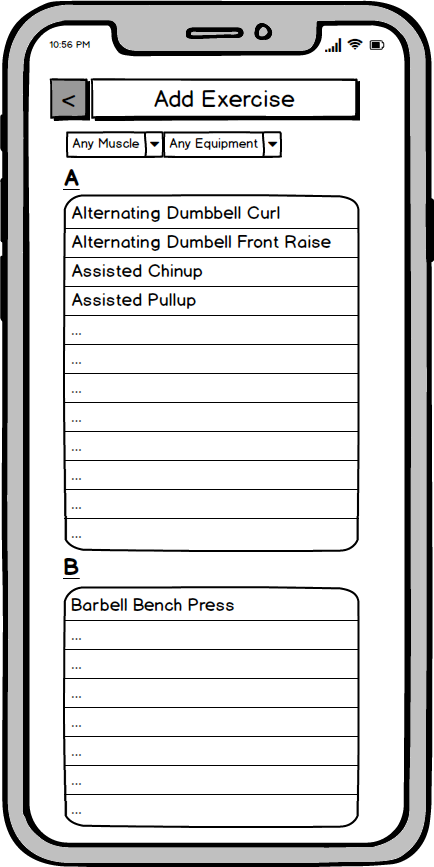 10:56 PM
< Add Exercise
Any Muscle Any Equipment
A
Alternating Dumbbell Curl
Alternating Dumbell Front Raise
Assisted Chinup
Assisted Pullup
...
...
...
...
...
...
...
...
B
Barbell Bench Press
...
...
...
...
...
...
...